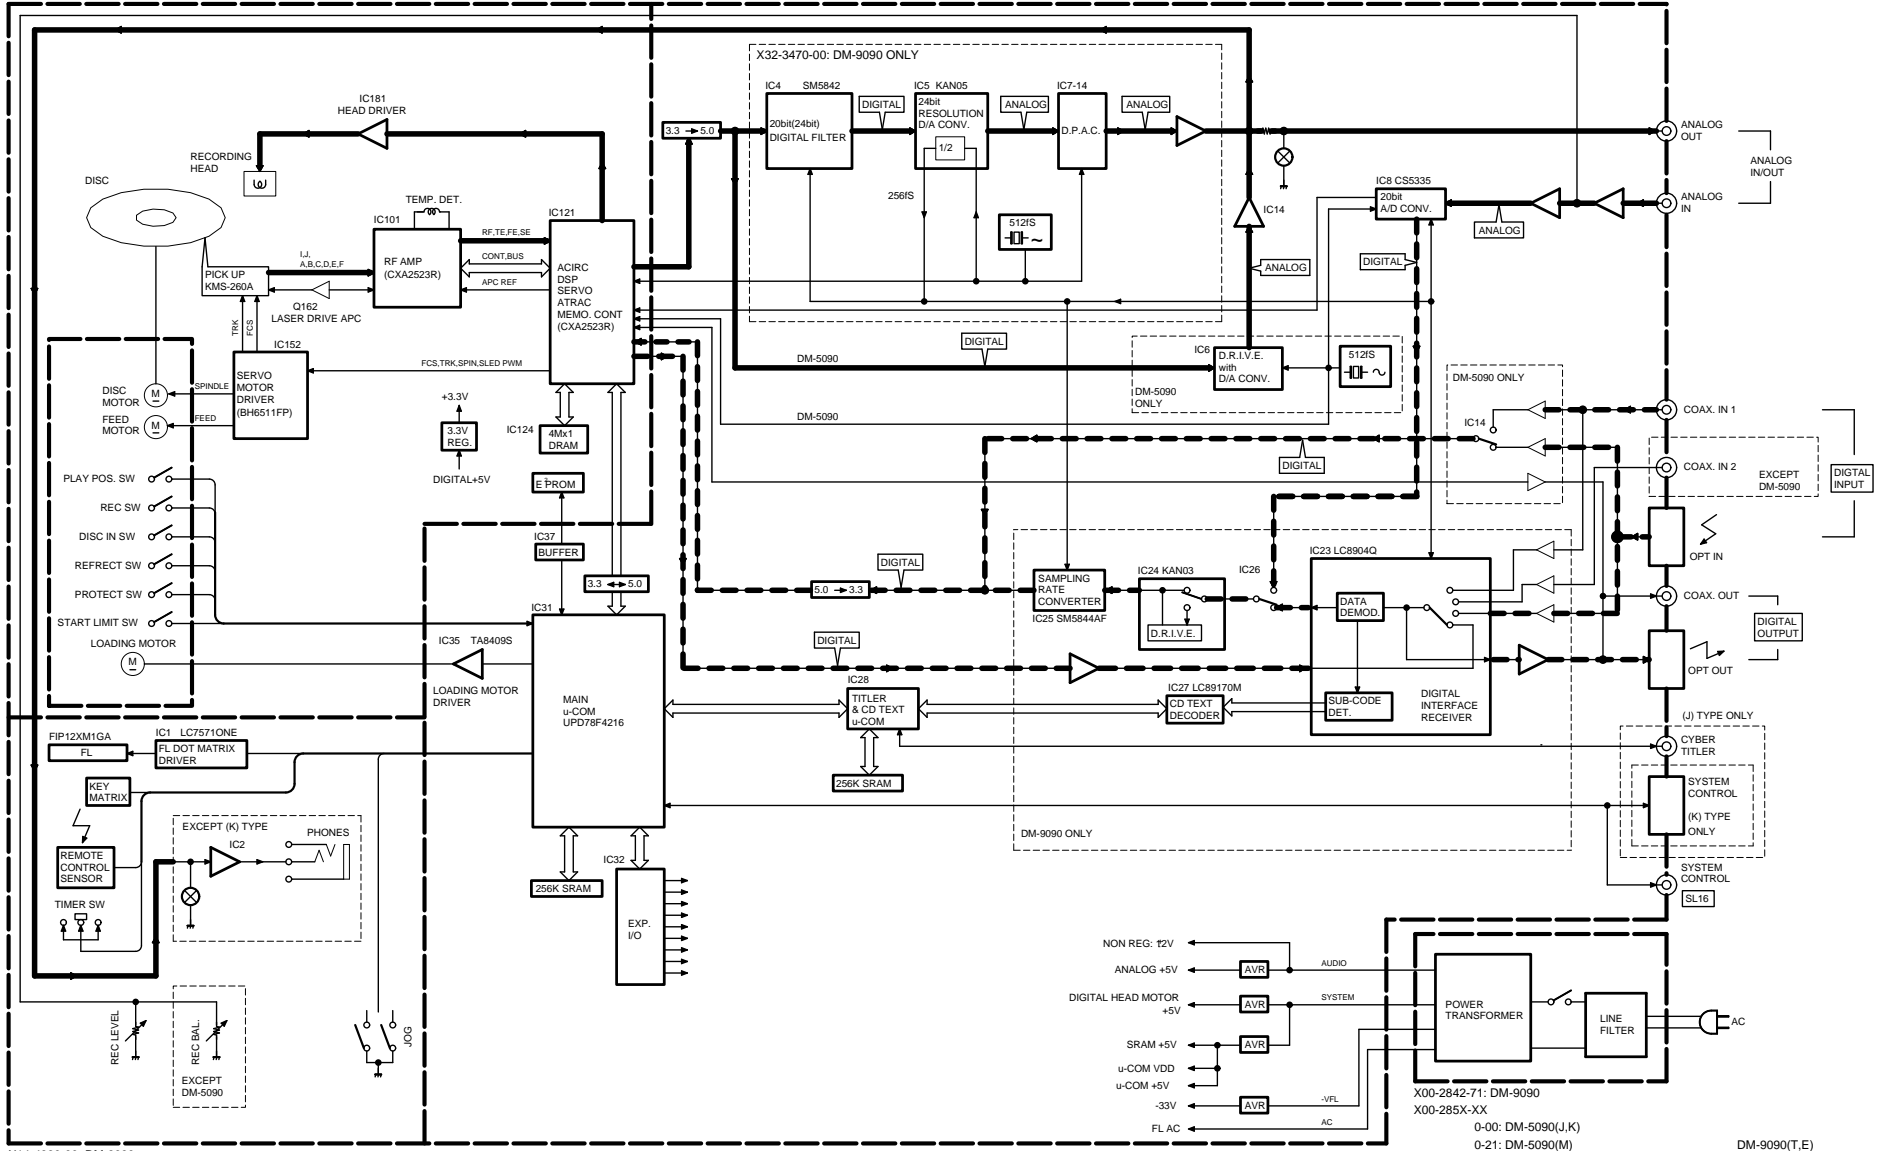 X32-3470-00: DM-9090 ONLY
IC4 SM5842
20bit(24bit)
DIGITAL FILTER
DIGITAL
IC5 KAN05
24bit
RESOLUTION
D/A CONV.
1/2
ANALOG
IC7-14
D.P.A.C.
ANALOG
256fS
512fS
3.3 → 5.0
IC14
ANALOG
ANALOG
OUT
ANALOG
IN/OUT
ANALOG
IN
IC8 CS5335
20bit
A/D CONV.
ANALOG
DIGITAL
IC181
HEAD DRIVER
RECORDING
HEAD
DISC
TEMP. DET.
IC101
RF AMP
(CXA2523R)
I,J,
A,B,C,D,E,F
RF,TE,FE,SE
CONT,BUS
APC REF
IC121
ACIRC
DSP
SERVO
ATRAC
MEMO. CONT
(CXA2523R)
PICK UP
KMS-260A
Q162
LASER DRIVE APC
TRK
FCS
IC152
SERVO
MOTOR
DRIVER
(BH6511FP)
FCS,TRK,SPIN,SLED PWM
SPINDLE
FEED
DISC
MOTOR
M
FEED
MOTOR
M
+3.3V
3.3V
REG.
DIGITAL+5V
IC124
4Mx1
DRAM
DM-5090
DIGITAL
IC6
D.R.I.V.E.
with
D/A CONV.
DM-5090
ONLY
512fS
DM-5090
DM-5090 ONLY
IC14
DIGITAL
COAX. IN 1
COAX. IN 2
EXCEPT
DM-5090
DIGTAL
INPUT
OPT IN
COAX. OUT
DIGITAL
OUTPUT
OPT OUT
PLAY POS. SW
REC SW
DISC IN SW
REFRECT SW
PROTECT SW
START LIMIT SW
LOADING MOTOR
M
IC35 TA8409S
LOADING MOTOR
DRIVER
IC37
BUFFER
3.3 ↔ 5.0
IC31
MAIN
u-COM
UPD78F4216
5.0 → 3.3
DIGITAL
DIGITAL
SAMPLING
RATE
CONVERTER
IC25 SM5844AF
IC24 KAN03
D.R.I.V.E.
IC26
IC23 LC8904Q
DATA
DEMOD.
SUB-CODE
DET.
DIGITAL
INTERFACE
RECEIVER
IC28
TITLER
& CD TEXT
u-COM
256K SRAM
IC27 LC89170M
CD TEXT
DECODER
DM-9090 ONLY
(J) TYPE ONLY
CYBER
TITLER
SYSTEM
CONTROL
(K) TYPE
ONLY
SYSTEM
CONTROL
SL16
FIP12XM1GA
FL
IC1 LC7571ONE
FL DOT MATRIX
DRIVER
KEY
MATRIX
REMOTE
CONTROL
SENSOR
TIMER SW
EXCEPT (K) TYPE
IC2
PHONES
256K SRAM
IC32
EXP.
I/O
REC LEVEL
REC BAL.
EXCEPT
DM-5090
JOG
ANALOG +5V
DIGITAL HEAD MOTOR
+5V
SRAM +5V
u-COM VDD
u-COM +5V
-33V
FL AC
AVR
AVR
AVR
AVR
AUDIO
SYSTEM
-VFL
AC
POWER
TRANSFORMER
LINE
FILTER
AC
X00-2842-71: DM-9090
X00-285X-XX
0-00: DM-5090(J,K)
0-21: DM-5090(M)
DM-9090(T,E)